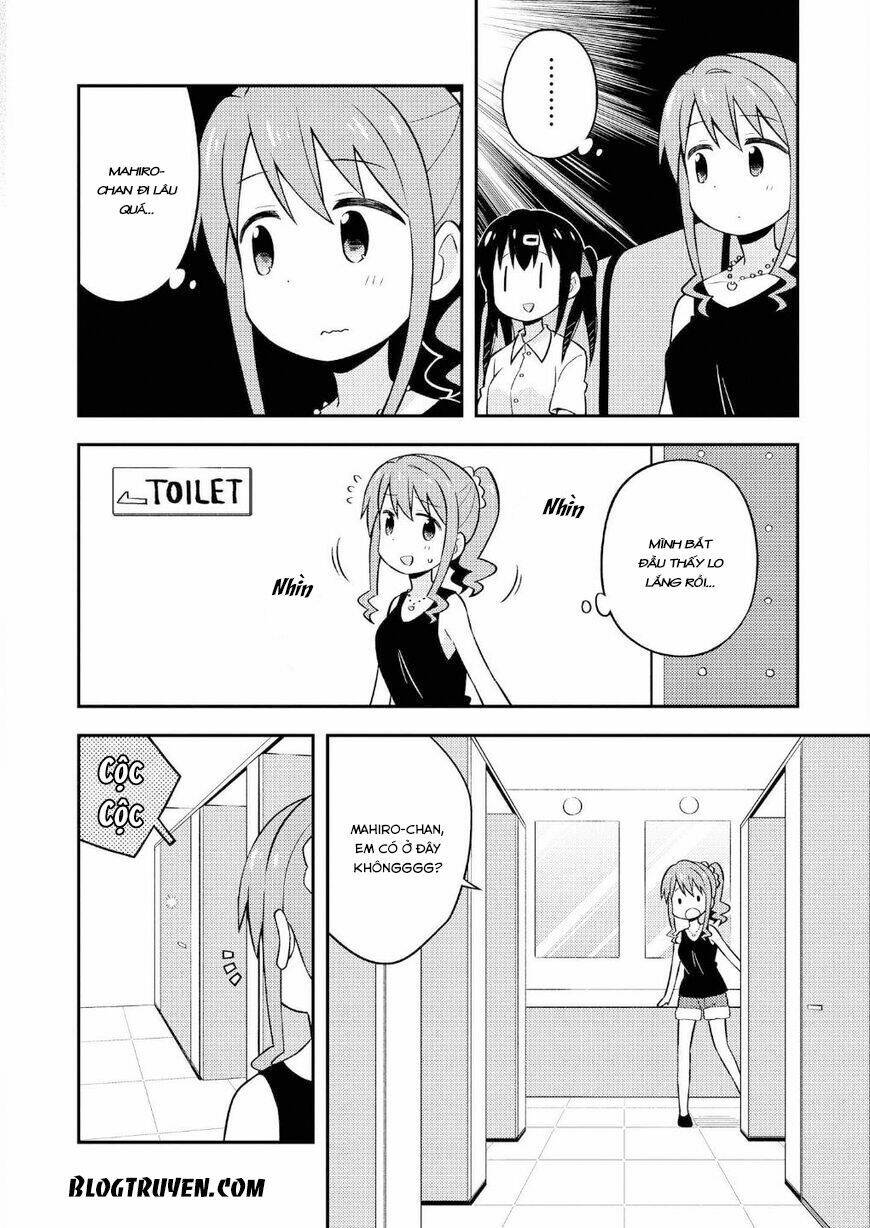 .........
MAHIRO-
CHAN ĐI LÂU
QUÁ...
MÌNH BẮT
ĐẦU THẤY LO
LẮNG RỒI...
Nhìn
Nhìn
TOILET
MAHIRO-CHAN,
EM CÓ Ở ĐÂY
KHÔNGGGG?
CỘC
CỘC
BLOGTRUYEN.COM